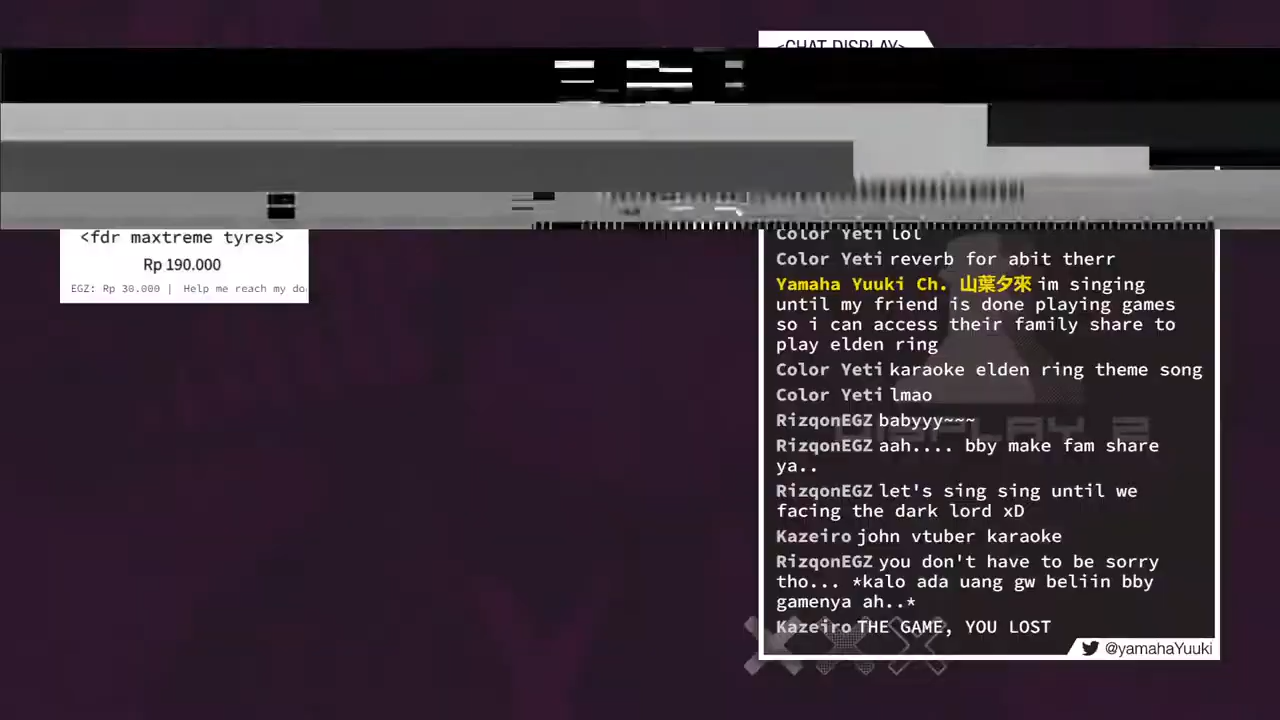 <CHAT DISPLAY>
<fdr maxtreme tyres>
Rp 190.000
EGZ: Rp 30.000 | Help me reach my do
Color Yeti lol
Color Yeti reverb for abit therr
Yamaha Yuuki Ch. 山葉夕來 im singing
until my friend is done playing games
so i can access their family share to
play elden ring
Color Yeti karaoke elden ring theme song
Color Yeti lmao
RizqonEGZ babyyy~~~
RizqonEGZ aah.... bby make fam share
ya..
RizqonEGZ let's sing sing until we
facing the dark lord xD
Kazeiro john vtuber karaoke
RizqonEGZ you don't have to be sorry
tho... *kalo ada uang gw beliin bby
gamenya ah..*
Kazeiro THE GAME, YOU LOST
DISPLAY 2
@yamahaYuuki